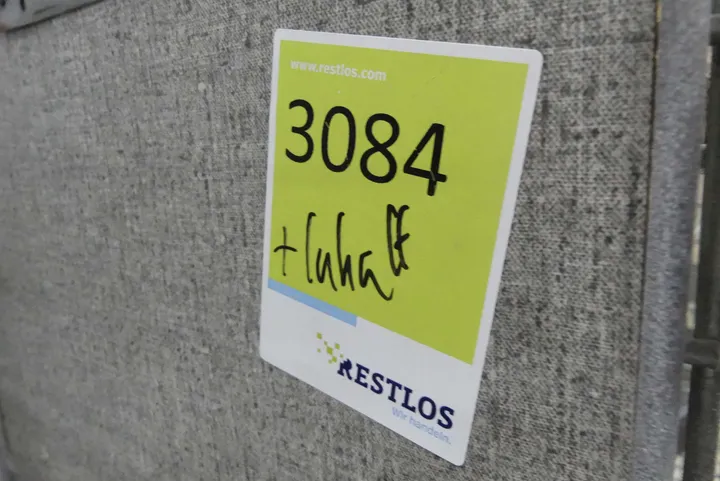 www.restlos.com
3084
+ Inhalt
RESTLOS
Wir handeln.